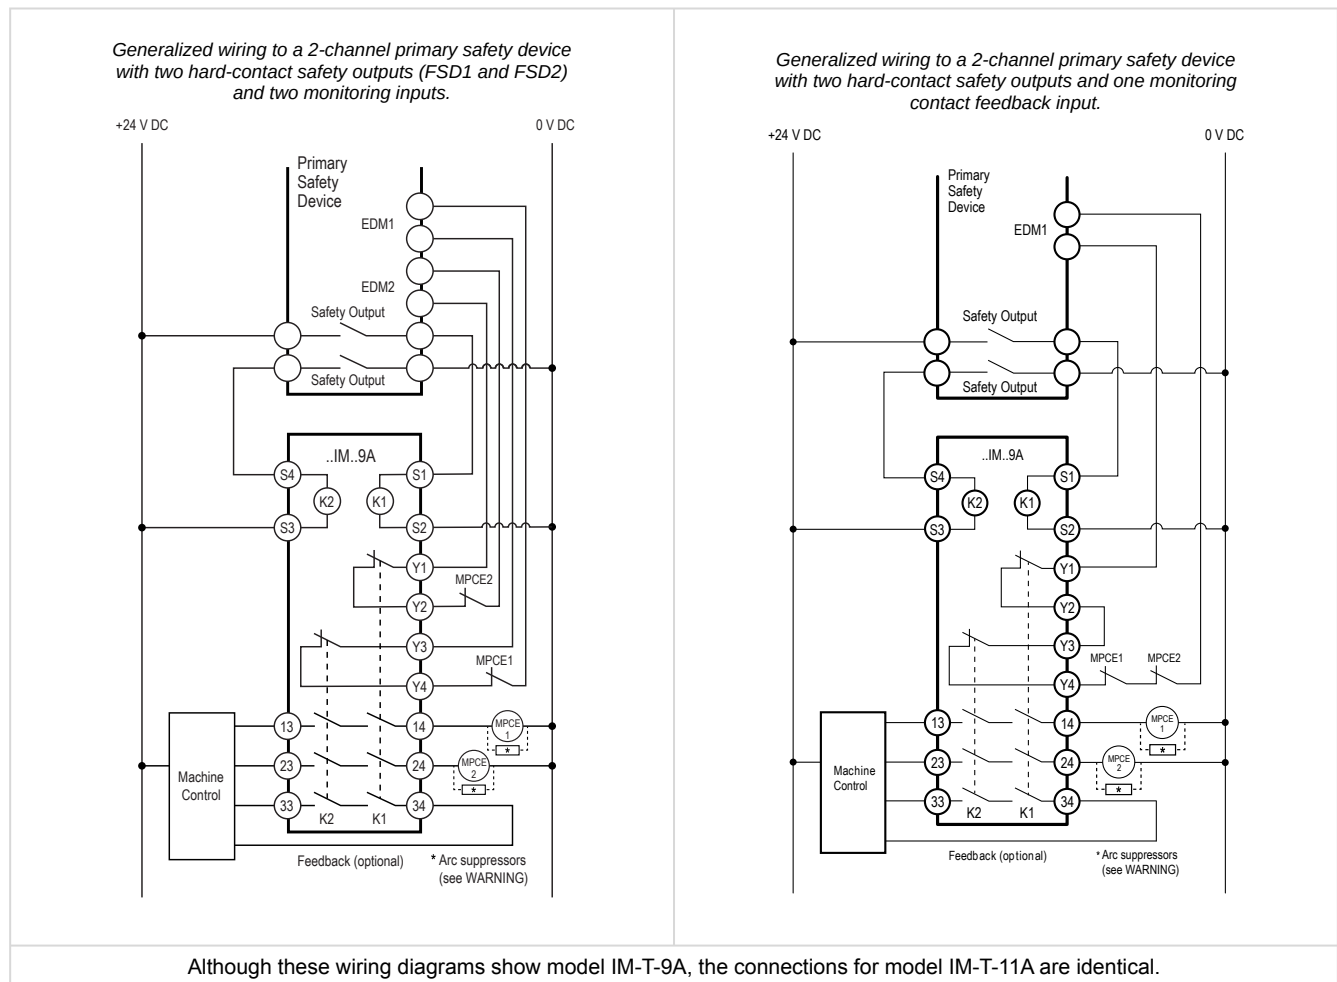 Generalized wiring to a 2-channel primary safety device
with two hard-contact safety outputs (FSD1 and FSD2)
and two monitoring inputs.
+24 V DC
0 V DC
Primary
Safety
Device
EDM1
EDM2
Safety Output
Safety Output
..IM..9A
S4
S1
K2
K1
S3
S2
Y1
MPCE2
Y2
Y3
MPCE1
Y4
13
14
MPCE
1
*
23
24
MPCE
2
*
Machine
Control
33
34
K2
K1
Feedback (optional)
* Arc suppressors
(see WARNING)
Generalized wiring to a 2-channel primary safety device
with two hard-contact safety outputs and one monitoring
contact feedback input.
+24 V DC
0 V DC
Primary
Safety
Device
EDM1
Safety Output
Safety Output
..IM..9A
S4
S1
K2
K1
S3
S2
Y1
Y2
Y3
MPCE1
MPCE2
Y4
13
14
MPCE
1
*
23
24
MPCE
2
*
Machine
Control
33
34
K2
K1
Feedback (optional)
* Arc suppressors
(see WARNING)
Although these wiring diagrams show model IM-T-9A, the connections for model IM-T-11A are identical.